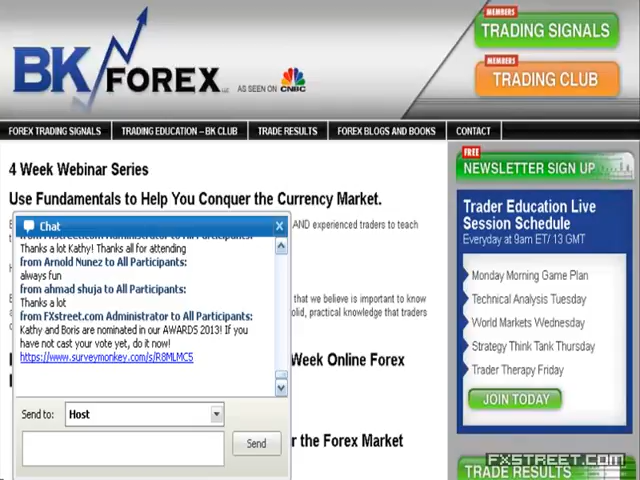 MEMBERS
TRADING SIGNALS
MEMBERS
TRADING CLUB
BK FOREX LLC
AS SEEN ON CNBC
FOREX TRADING SIGNALS
TRADING EDUCATION – BK CLUB
TRADE RESULTS
FOREX BLOGS AND BOOKS
CONTACT
4 Week Webinar Series
Use Fundamentals to Help You Conquer the Currency Market.
AND experienced traders to teach
that we believe is important to know
olid, practical knowledge that traders
Week Online Forex
r the Forex Market
Chat
Thanks a lot Kathy! Thanks all for attending
from Arnold Nunez to All Participants:
always fun
from ahmad shuja to All Participants:
Thanks a lot
from FXstreet.com Administrator to All Participants:
Kathy and Boris are nominated in our AWARDS 2013! If you
have not cast your vote yet, do it now!
https://www.surveymonkey.com/s/R8MLMC5
Send to:
Host
Send
FREE
NEWSLETTER SIGN UP
Trader Education Live
Session Schedule
Everyday at 9am ET/ 13 GMT
Monday Morning Game Plan
Technical Analysis Tuesday
World Markets Wednesday
Strategy Think Tank Thursday
Trader Therapy Friday
JOIN TODAY
FXSTREET.COM
TRADE RESULTS